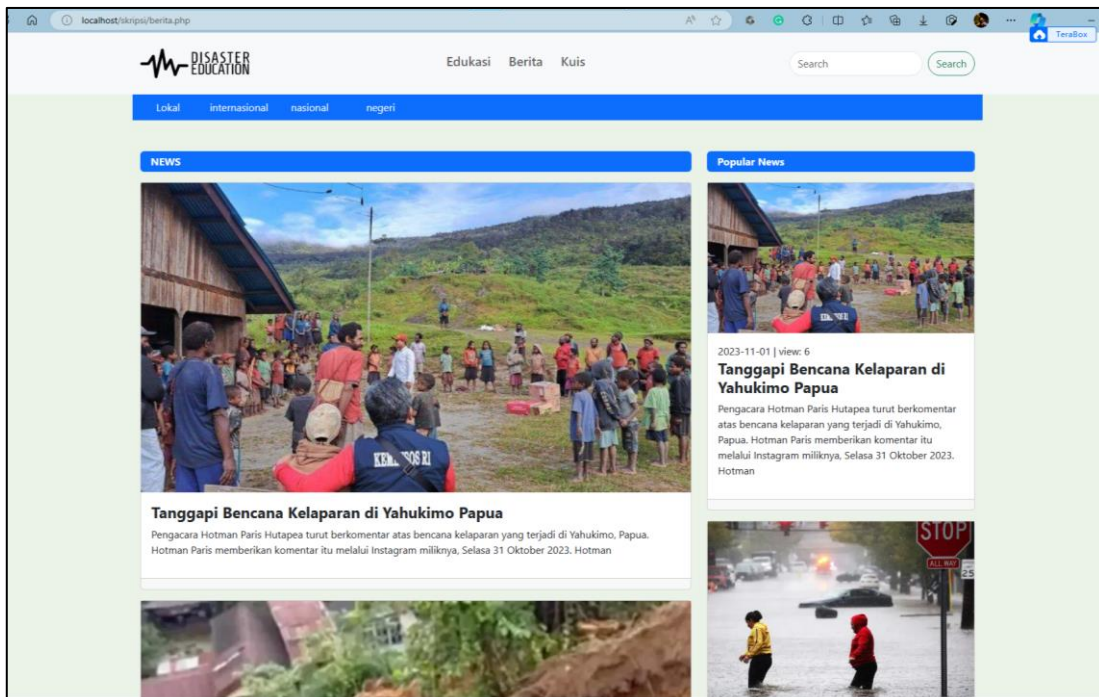 localhost/skripsi/berita.php
TeraBox
DISASTER
EDUCATION
Edukasi Berita Kuis
Search
Search
Lokal internasional nasional negeri
NEWS
KEM SOS RI
Tanggapi Bencana Kelaparan di Yahukimo Papua
Pengacara Hotman Paris Hutapea turut berkomentar atas bencana kelaparan yang terjadi di Yahukimo, Papua.
Hotman Paris memberikan komentar itu melalui Instagram miliknya, Selasa 31 Oktober 2023. Hotman
Popular News
2023-11-01 | view: 6
Tanggapi Bencana Kelaparan di
Yahukimo Papua
Pengacara Hotman Paris Hutapea turut berkomentar
atas bencana kelaparan yang terjadi di Yahukimo,
Papua. Hotman Paris memberikan komentar itu
melalui Instagram miliknya, Selasa 31 Oktober 2023.
Hotman
STOP
ALL WAY
25